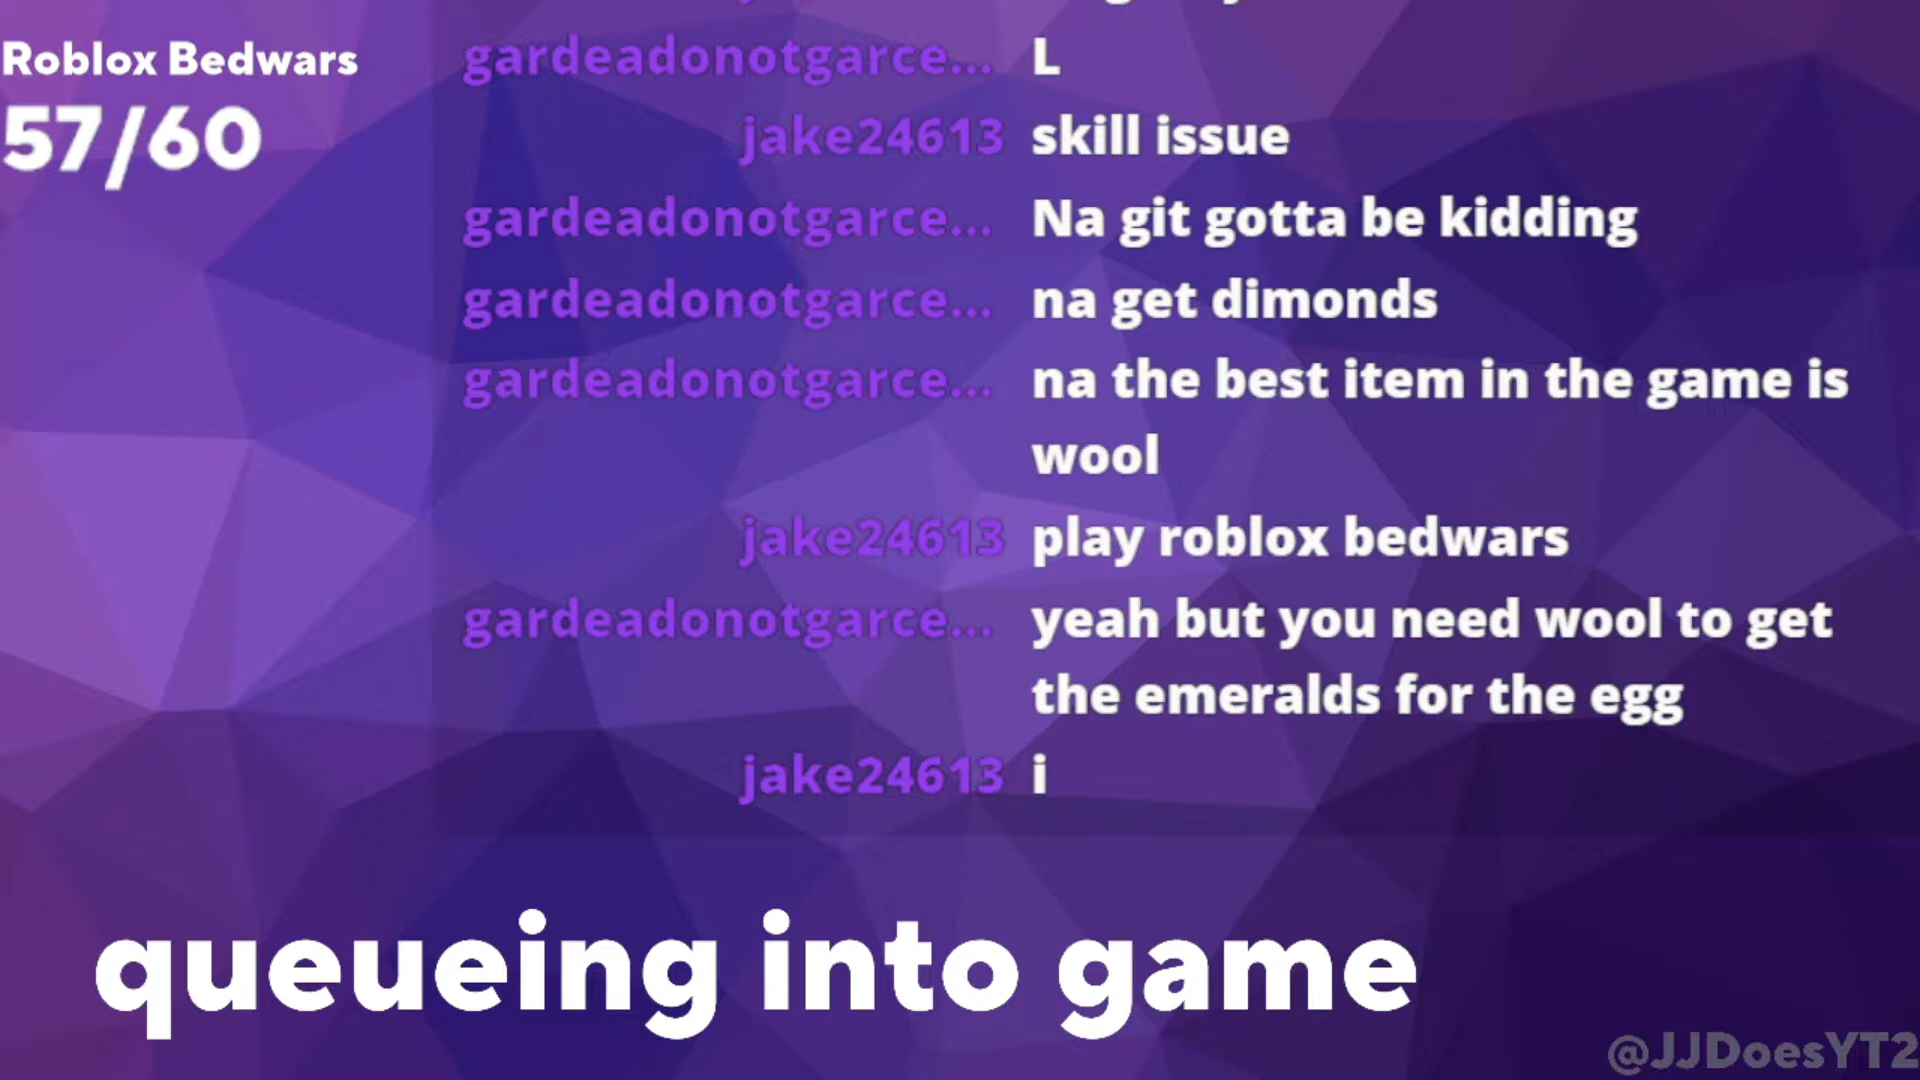 Roblox Bedwars
57/60
gardeadonotgarce... L
jake24613 skill issue
gardeadonotgarce... Na git gotta be kidding
gardeadonotgarce... na get dimonds
gardeadonotgarce... na the best item in the game is
wool
jake24613 play roblox bedwars
gardeadonotgarce... yeah but you need wool to get
the emeralds for the egg
jake24613 i
queueing into game
@JJDoesYT2